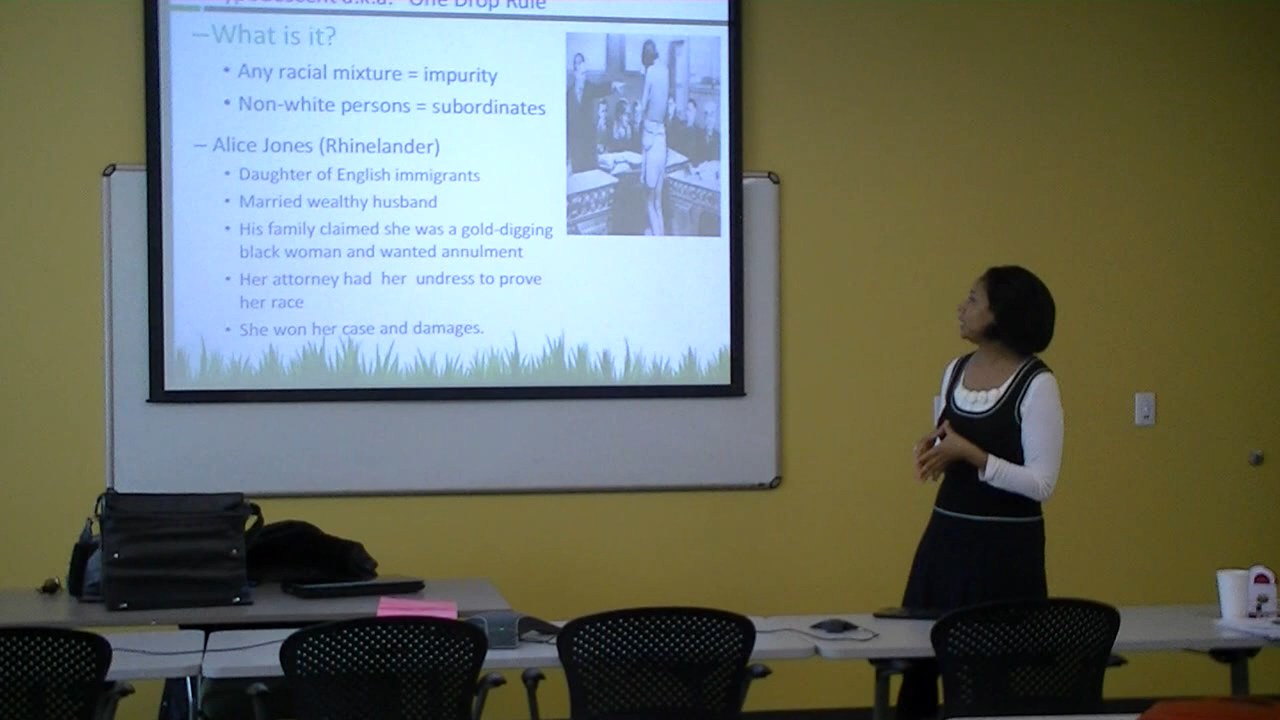 Hypodescent a.k.a. "One Drop Rule"
–What is it?
• Any racial mixture = impurity
• Non-white persons = subordinates
– Alice Jones (Rhinelander)
• Daughter of English immigrants
• Married wealthy husband
• His family claimed she was a gold-digging
black woman and wanted annulment
• Her attorney had her undress to prove
her race
• She won her case and damages.